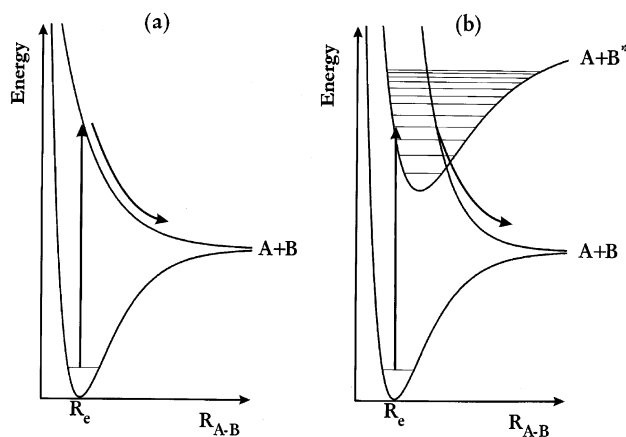 (a)
Energy
A+B
Re
RA-B
(b)
Energy
A+B*
A+B
Re
RA-B